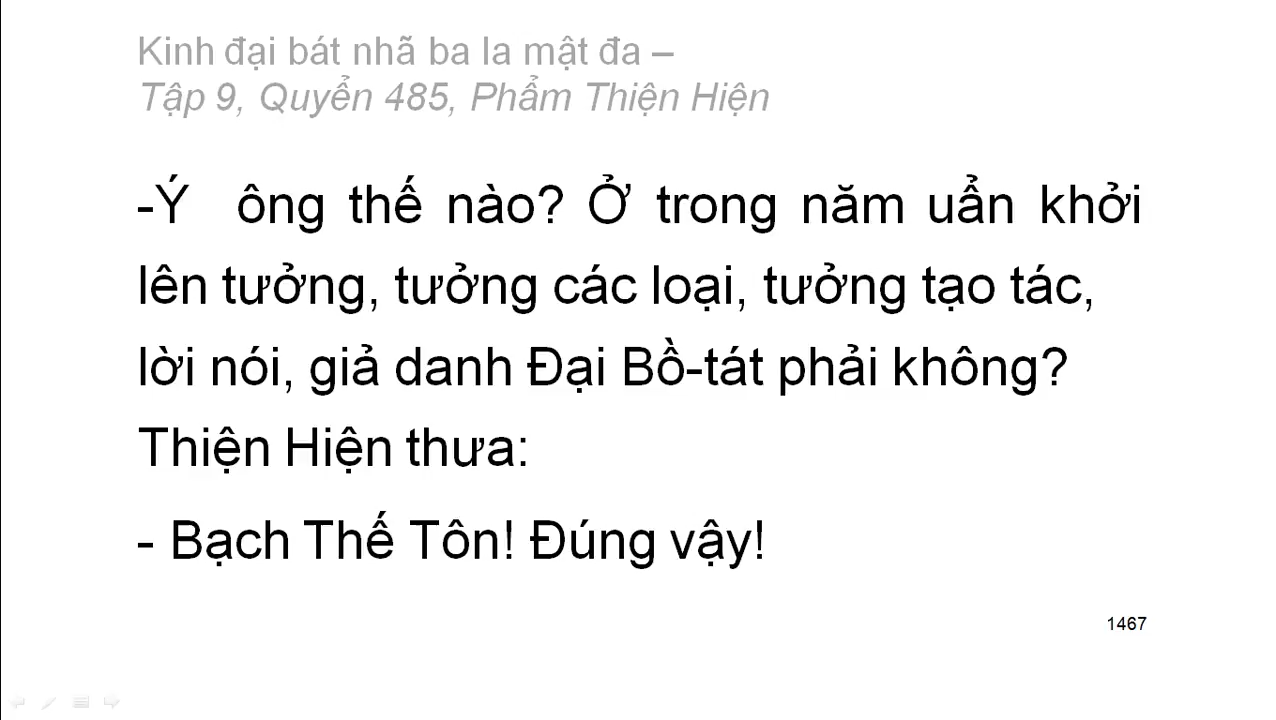 Kinh đại bát nhã ba la mật đa –
Tập 9, Quyển 485, Phẩm Thiện Hiện
-Ý ông thế nào? Ở trong năm uẩn khởi
lên tưởng, tưởng các loại, tưởng tạo tác,
lời nói, giả danh Đại Bồ-tát phải không?
Thiện Hiện thưa:
- Bạch Thế Tôn! Đúng vậy!
1467